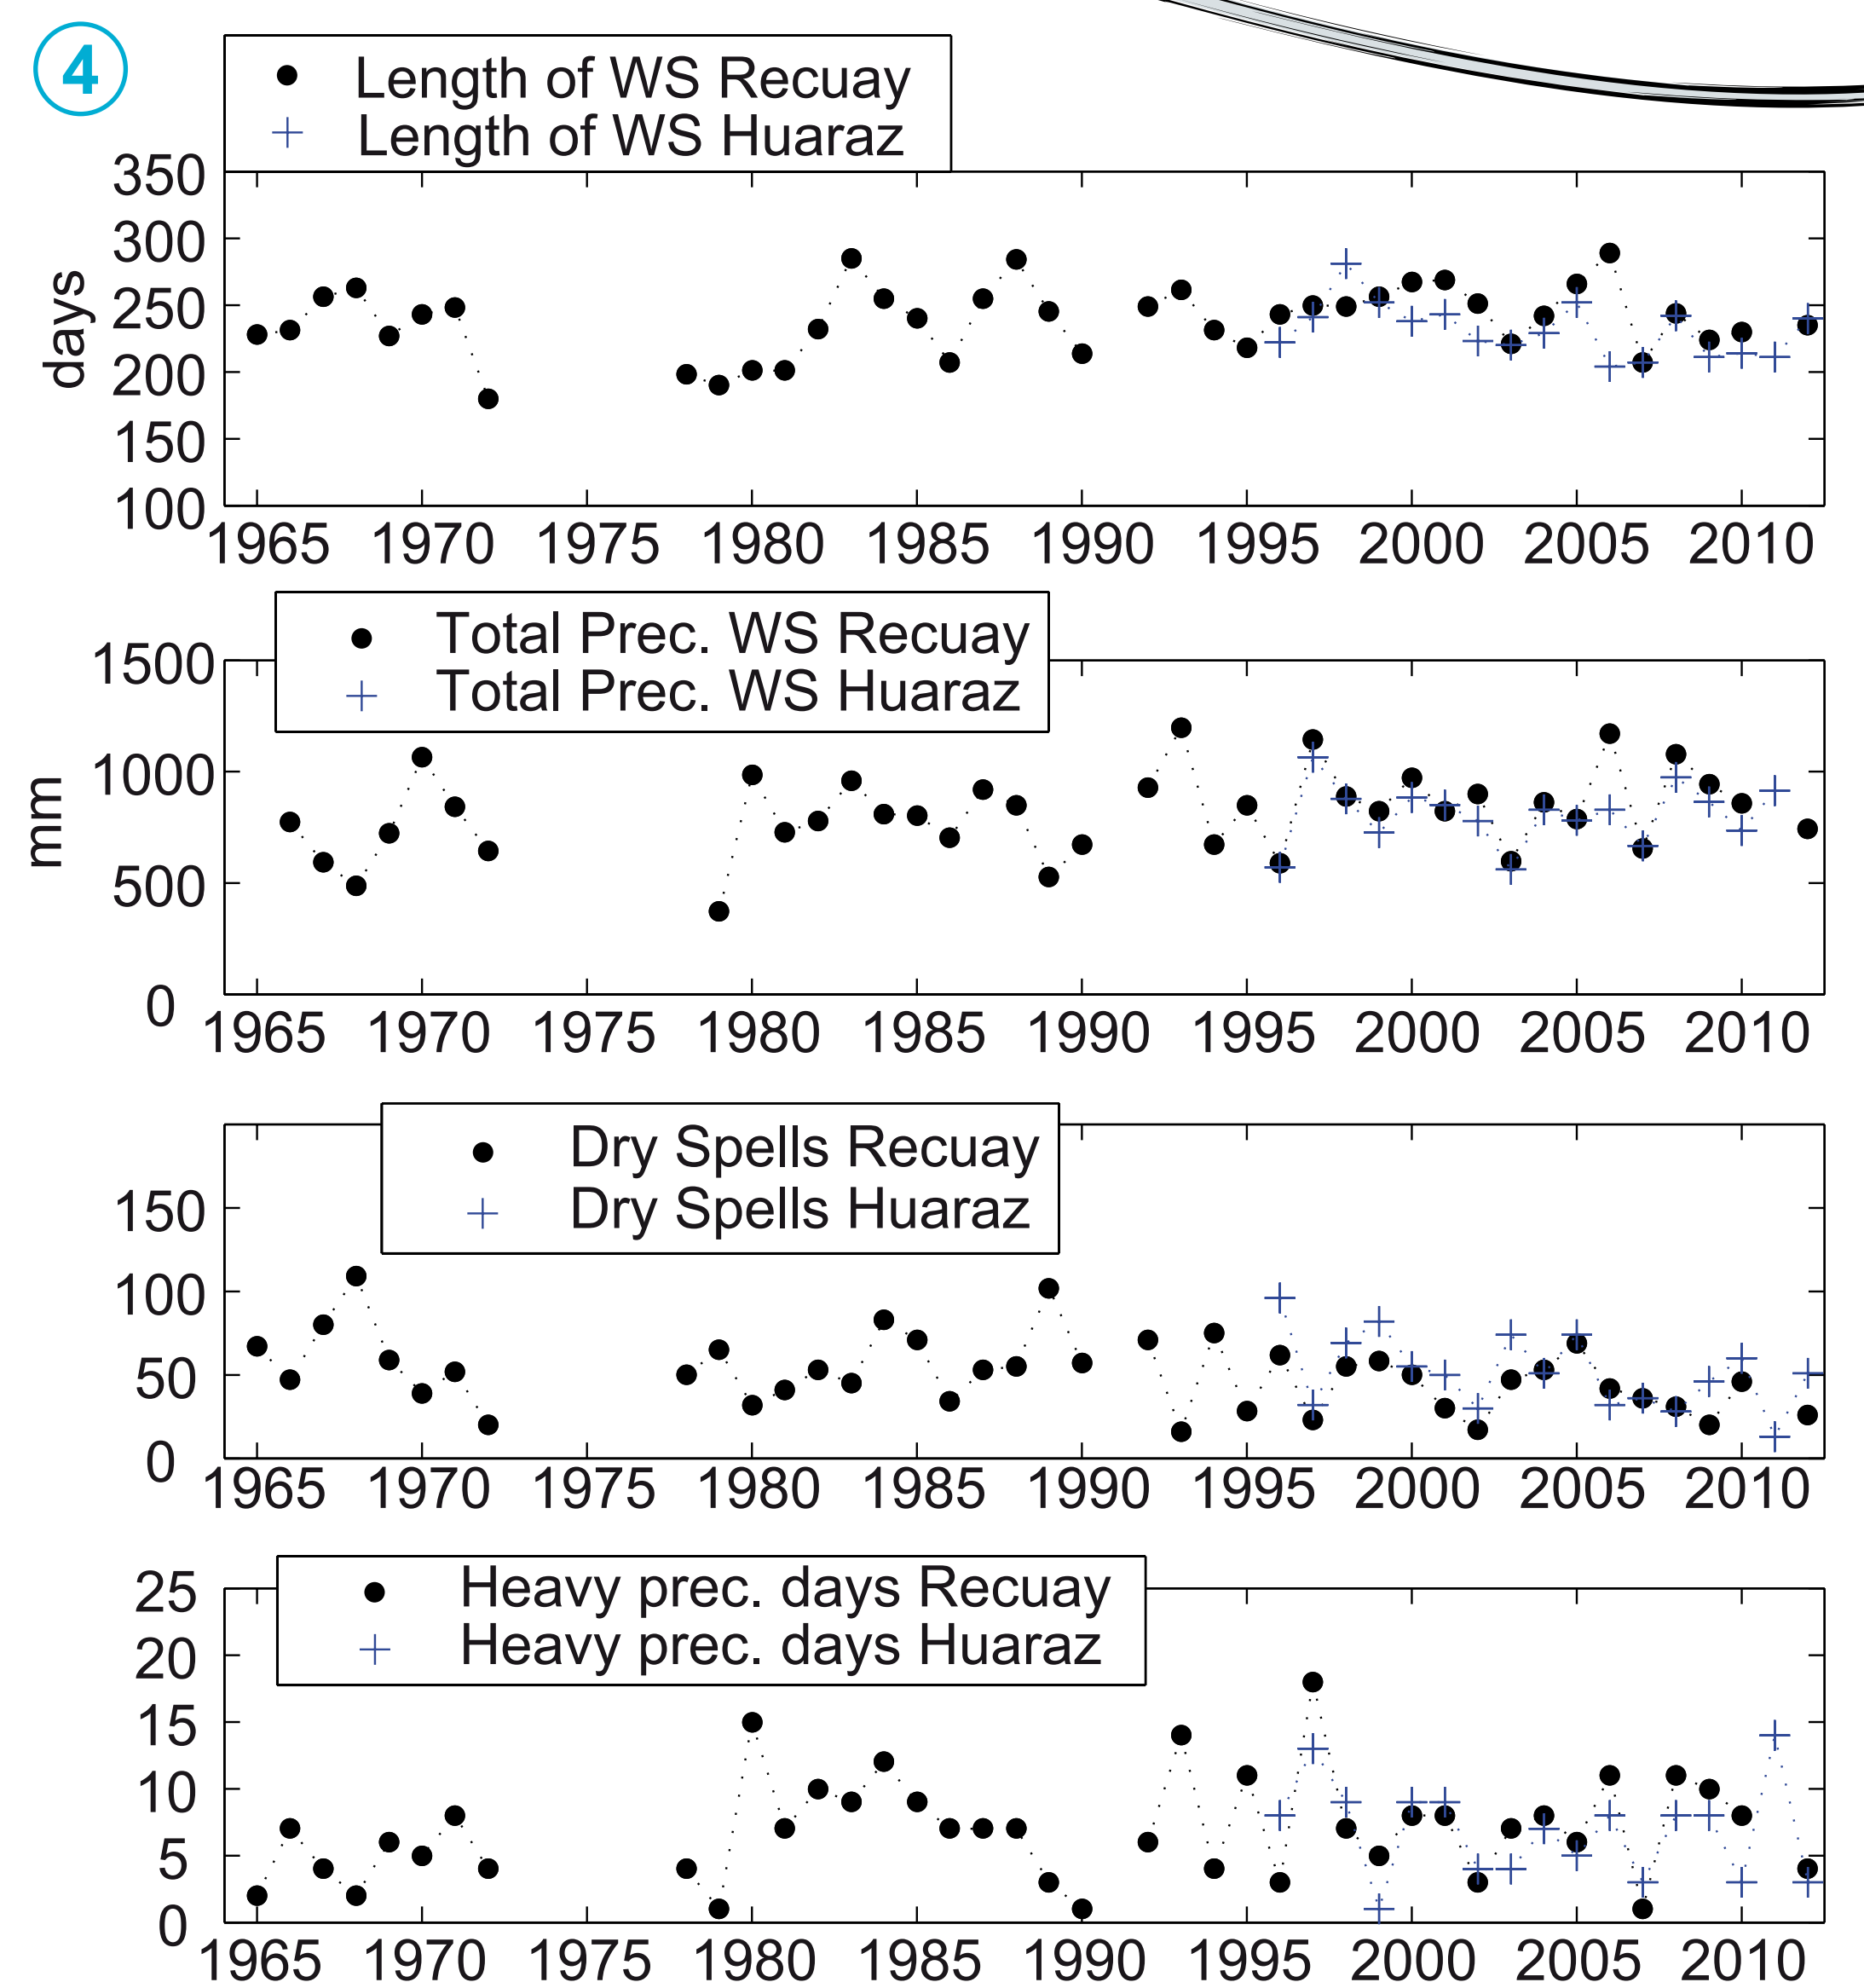 4
Length of WS Recuay
Length of WS Huaraz
350
300
250
200
150
100
days
1965 1970 1975 1980 1985 1990 1995 2000 2005 2010
Total Prec. WS Recuay
Total Prec. WS Huaraz
1500
1000
500
0
mm
1965 1970 1975 1980 1985 1990 1995 2000 2005 2010
Dry Spells Recuay
Dry Spells Huaraz
150
100
50
0
1965 1970 1975 1980 1985 1990 1995 2000 2005 2010
Heavy prec. days Recuay
Heavy prec. days Huaraz
25
20
15
10
5
0
1965 1970 1975 1980 1985 1990 1995 2000 2005 2010